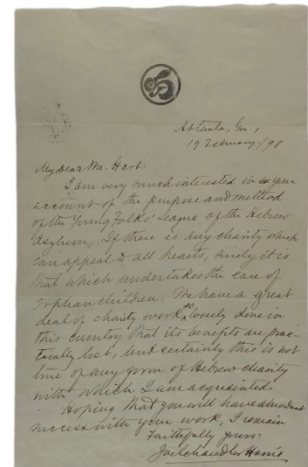 Atlanta, Ga.,
19 February/98
My dear Mr. Hart:
I am very much interested in your
account of the purpose and method
of the Young Folks' League of the Hebrew
Asylum. If there is any charity which
can appeal to all hearts, surely it is
that which undertakes the care of
orphan children. We have a great
deal of charity work so loosely done in
this country that its benefits are prac-
tically lost, but certainly this is not
true of any form of Hebrew charity
with which I am acquainted.
Hoping that you will have abundant
success with your work, I remain
Faithfully yours:
Joel Chandler Harris.